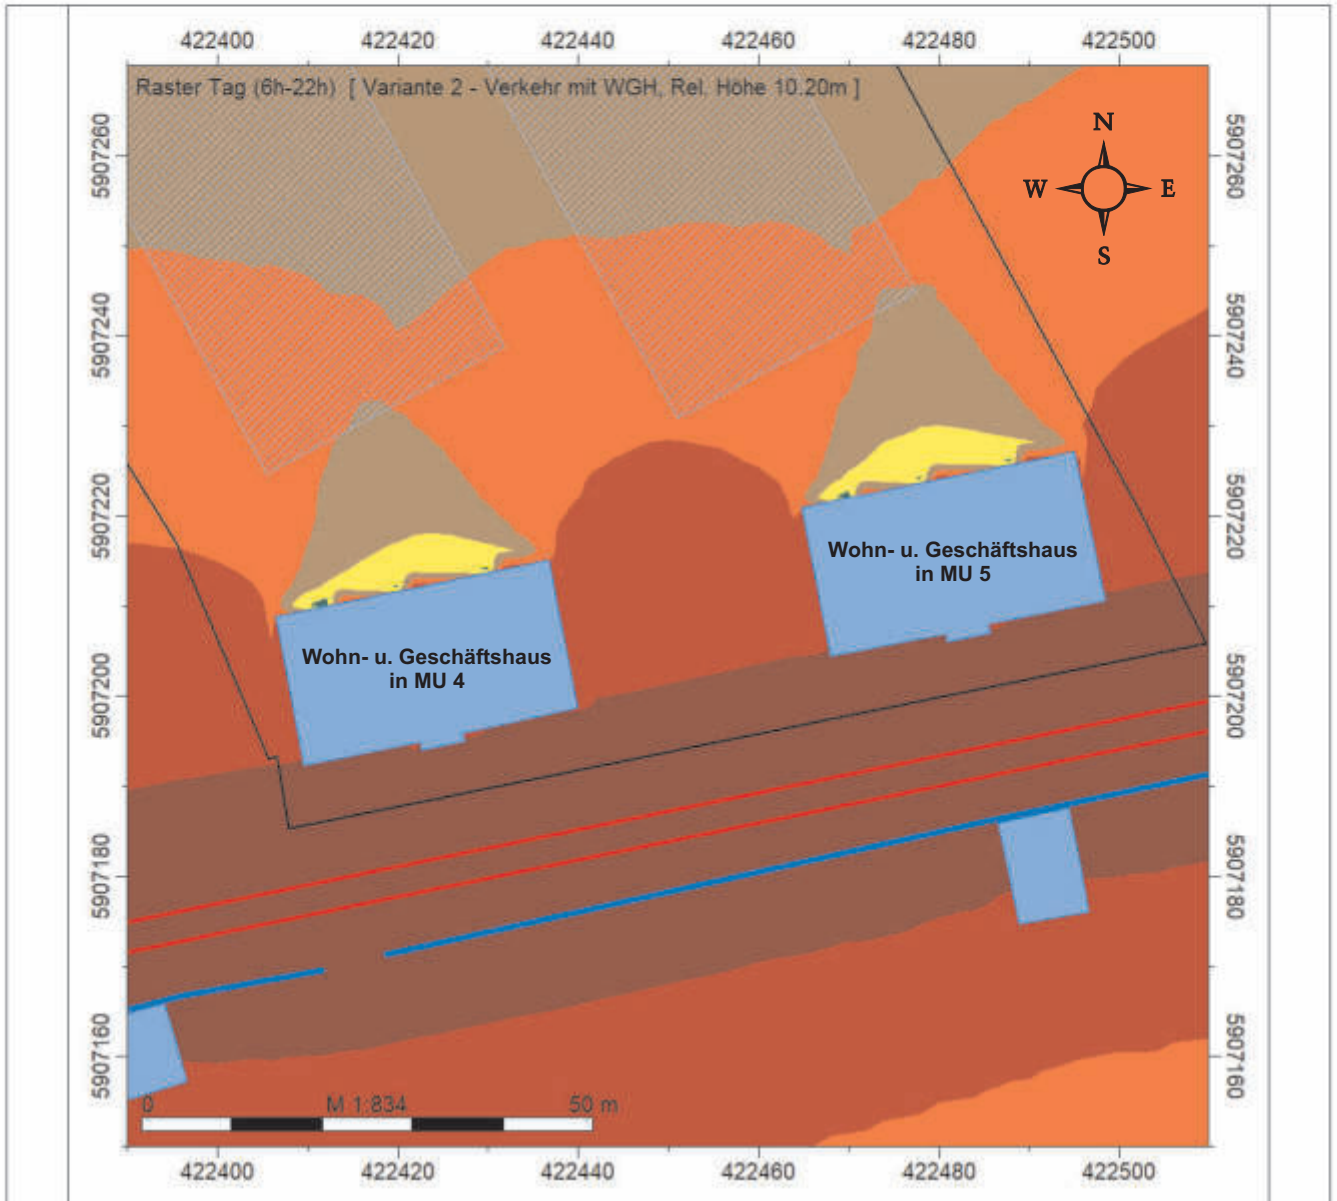 422400 422420 422440 422460 422480 422500
Raster Tag (6h-22h) [ Variante 2 - Verkehr mit WGH, Rel. Höhe 10.20m ]
N
W E
S
5907260
5907240
5907220
5907200
5907180
5907160
5907260
5907240
5907220
5907200
5907180
5907160
Wohn- u. Geschäftshaus
in MU 5
Wohn- u. Geschäftshaus
in MU 4
0 M 1:834 50 m
422400 422420 422440 422460 422480 422500